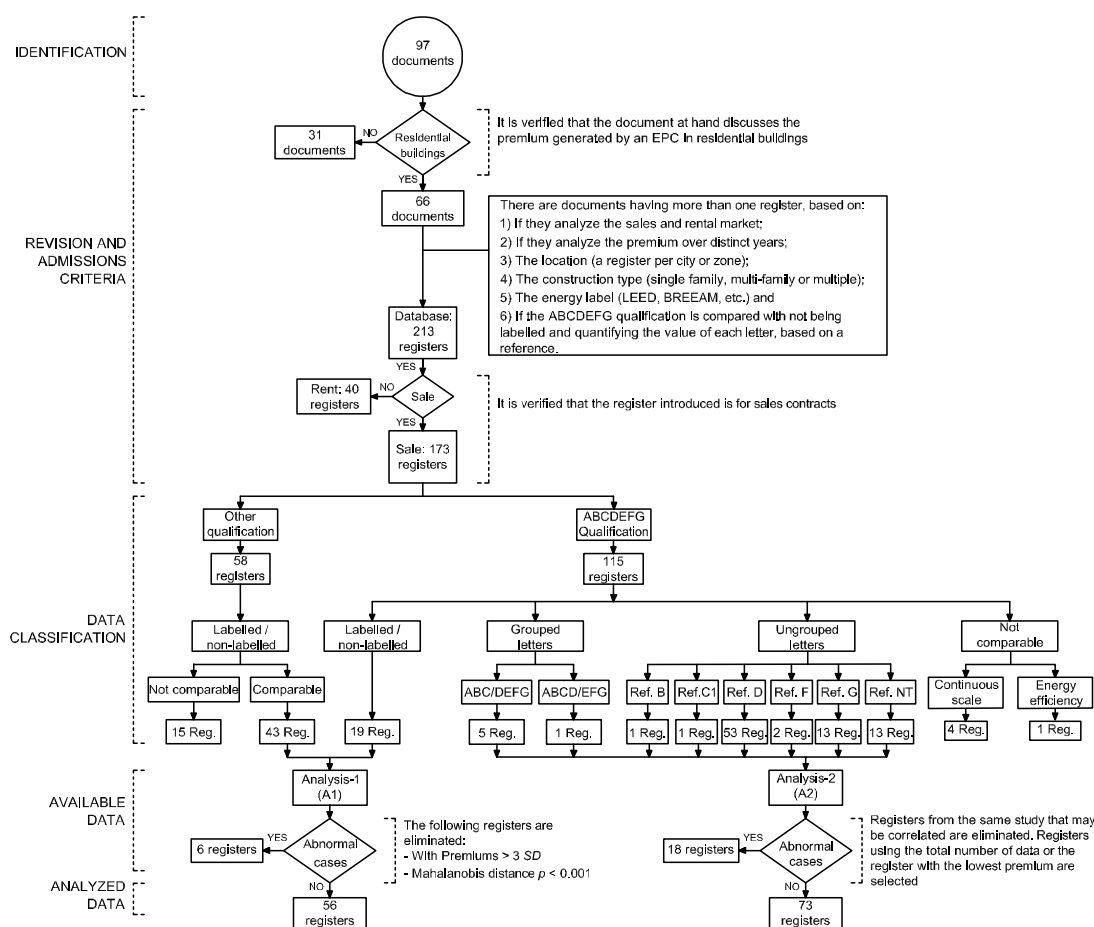 IDENTIFICATION
97
documents
REVISION AND
ADMISSIONS
CRITERIA
Residential
buildings
NO
31
documents
It is verified that the document at hand discusses the
premium generated by an EPC in residential buildings
YES
66
documents
There are documents having more than one register, based on:
1) If they analyze the sales and rental market;
2) If they analyze the premium over distinct years;
3) The location (a register per city or zone);
4) The construction type (single family, multi-family or multiple);
5) The energy label (LEED, BREEAM, etc.) and
6) If the ABCDEFG qualification is compared with not being
labelled and quantifying the value of each letter, based on a
reference.
Database:
213
registers
YES
Sale
NO
Rent: 40
registers
It is verified that the register introduced is for sales contracts
YES
Sale: 173
registers
DATA
CLASSIFICATION
Other
qualification
ABCDEFG
Qualification
58
registers
115
registers
Labelled /
non-labelled
Labelled /
non-labelled
Grouped
letters
Ungrouped
letters
Not
comparable
Not comparable
Comparable
ABC/DEFG
ABCD/EFG
Ref. B
Ref.C1
Ref. D
Ref. F
Ref. G
Ref. NT
Continuous
scale
Energy
efficiency
15 Reg.
43 Reg.
19 Reg.
5 Reg.
1 Reg.
1 Reg.
1 Reg.
53 Reg.
2 Reg.
13 Reg.
13 Reg.
4 Reg.
1 Reg.
AVAILABLE
DATA
Analysis-1
(A1)
Abnormal
cases
YES
6 registers
The following registers are
eliminated:
- With Premiums > 3 SD
- Mahalanobis distance p < 0.001
Analysis-2
(A2)
Abnormal
cases
YES
18 registers
Registers from the same study that may
be correlated are eliminated. Registers
using the total number of data or the
register with the lowest premium are
selected
ANALYZED
DATA
NO
56
registers
NO
73
registers